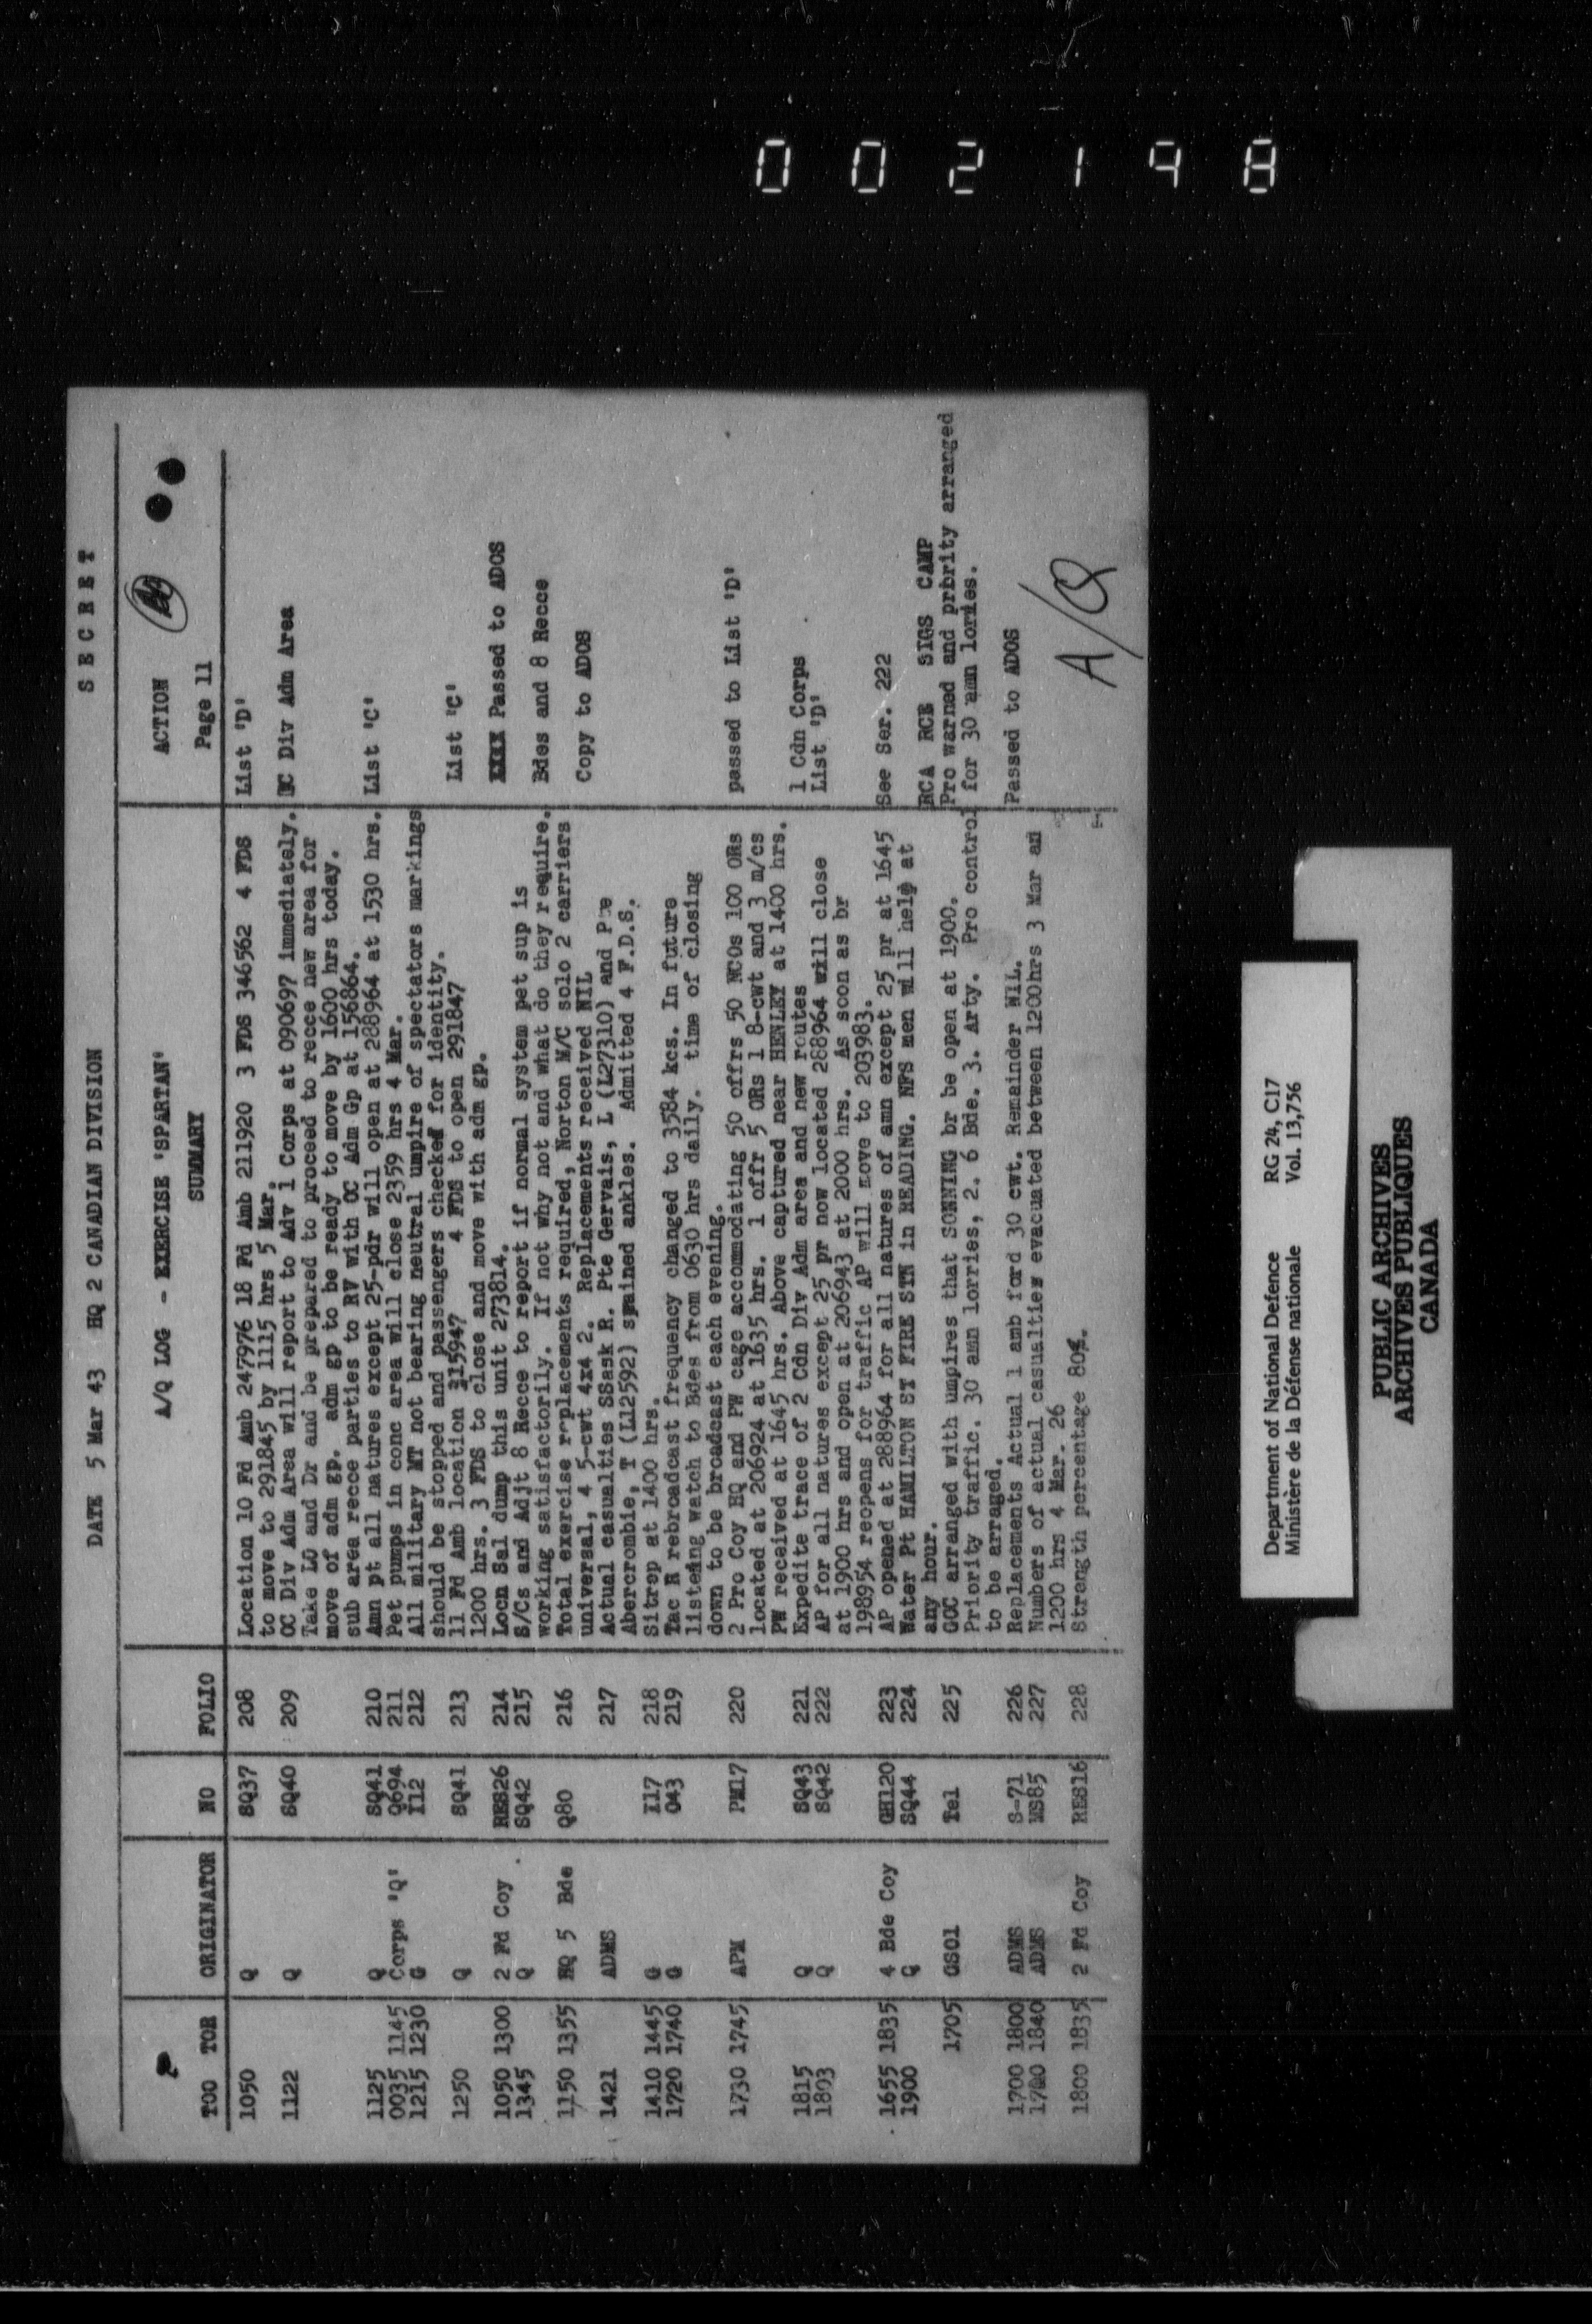 002198
SECRET
DATE 5 Mar 43 HQ 2 CANADIAN DIVISION
A/Q LOG - EXERCISE 'SPARTAN'
ACTION
Page 11
TOO TOR ORIGINATOR NO FOLIO SUMMARY
1050 Q SQ37 208 Location 10 Fd Amb 247976 18 Fd Amb 211920 3 FDS 346562 4 FDS List 'D'
to move to 291845 by 1115 hrs 5 Mar.
1122 Q SQ40 209 OC Div Adm Area will report to Adv 1 Corps at 090697 immediately. OC Div Adm Area
Take LO and Dr and be prepared to proceed to recce new area for
move of adm gp. adm gp to be ready to move by 1600 hrs today.
sub area recce parties to RV with OC Adm Gp at 156864.
1125 Q SQ41 210 Amn pt all natures except 25-pdr will open at 288964 at 1530 hrs. List 'C'
0035 1145 Corps 'Q' Q694 211 Pet pumps in conc area will close 2359 hrs 4 Mar.
1215 1230 G I12 212 All military MT not bearing neutral umpire of spectators markings
should be stopped and passengers checked for identity.
1250 Q SQ41 213 11 Fd Amb location 215947 4 FDS to open 291847 List 'C'
1200 hrs. 3 FDS to close and move with adm gp.
1050 1300 2 Fd Coy RES26 214 Locn Sal dump this unit 273814. XXXX Passed to ADOS
1345 Q SQ42 215 S/Cs and Adjt 8 Recce to report if normal system pet sup is
working satisfactorily. If not why not and what do they require. Bdes and 8 Recce
1150 1355 HQ 5 Bde Q80 216 Total exercise replacements required, Norton M/C solo 2 carriers
universal, 4 5-cwt 4x4 2. Replacements received NIL Copy to ADOS
1421 ADMS 217 Actual casualties SSask R. Pte Gervais, L (L27310) and Pte
Abercrombie, T (L12592) spained ankles. Admitted 4 F.D.S.
1410 1445 G I17 218 Sitrep at 1400 hrs.
1720 1740 G O43 219 Tac R rebroadcast frequency changed to 3584 kcs. In future
listening watch to Bdes from 0630 hrs daily. time of closing
down to be broadcast each evening.
1730 1745 APM PM17 220 2 Pro Coy HQ and PW cage accommodating 50 offrs 50 NCOs 100 ORs passed to List 'D'
located at 206924 at 1635 hrs. 1 offr 5 ORs 1 8-cwt and 3 m/cs
PW received at 1645 hrs. Above captured near HENLEY at 1400 hrs.
1815 Q SQ43 221 Expedite trace of 2 Cdn Div Adm area and new routes 1 Cdn Corps
1803 Q SQ42 222 AP for all natures except 25 pr now located 288964 will close List 'D'
at 1900 hrs and open at 206943 at 2000 hrs. As soon as br
198954 reopens for traffic AP will move to 203983.
1655 1835 4 Bde Coy GH120 223 AP opened at 288964 for all natures of amn except 25 pr at 1645 See Ser. 222
1900 Q SQ44 224 Water Pt HAMILTON ST FIRE STN in READING. NFS men will help at
any hour. RCA RCE SIGS CAMP
1705 GSO1 Tel 225 GOC arranged with umpires that SONNING br be open at 1900. Pro warned and prority arranged
Priority traffic. 30 amn lorries, 2. 6 Bde. 3. Arty. Pro control for 30 amn lorries.
to be arraged.
1700 1800 ADMS S-71 226 Replacements Actual 1 amb ford 30 cwt. Remainder NIL. Passed to ADOS
1700 1840 ADMS MS85 227 Numbers of actual casualties evacuated between 1200hrs 3 Mar an
1200 hrs 4 Mar. 26
1800 1835 2 Fd Coy RES16 228 Strength percentage 80%.
A/Q
Department of National Defence RG 24, C17
Ministère de la Défense nationale Vol. 13,756
PUBLIC ARCHIVES
ARCHIVES PUBLIQUES
CANADA